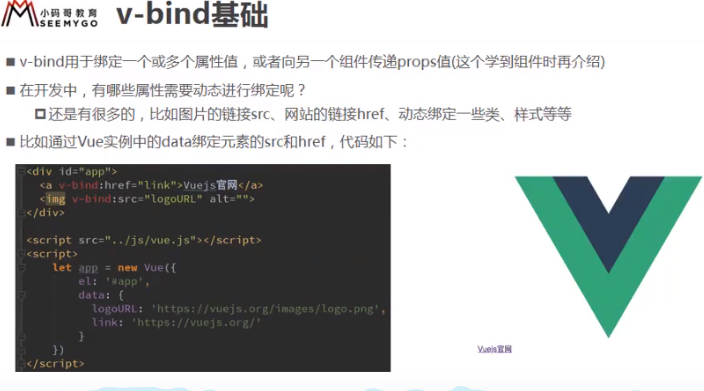 小码哥教育
SEEMYGO
v-bind基础
v-bind用于绑定一个或多个属性值，或者向另一个组件传递props值(这个学到组件时再介绍)
在开发中，有哪些属性需要动态进行绑定呢？
还是有很多的，比如图片的链接src、网站的链接href、动态绑定一些类、样式等等
比如通过Vue实例中的data绑定元素的src和href，代码如下：
<div id="app">
<a v-bind:href="link">Vuejs官网</a>
<img v-bind:src="logoURL" alt="">
</div>
<script src="../js/vue.js"></script>
<script>
let app = new Vue({
el: '#app',
data: {
logoURL: 'https://vuejs.org/images/logo.png',
link: 'https://vuejs.org/'
}
})
</script>
Vuejs官网